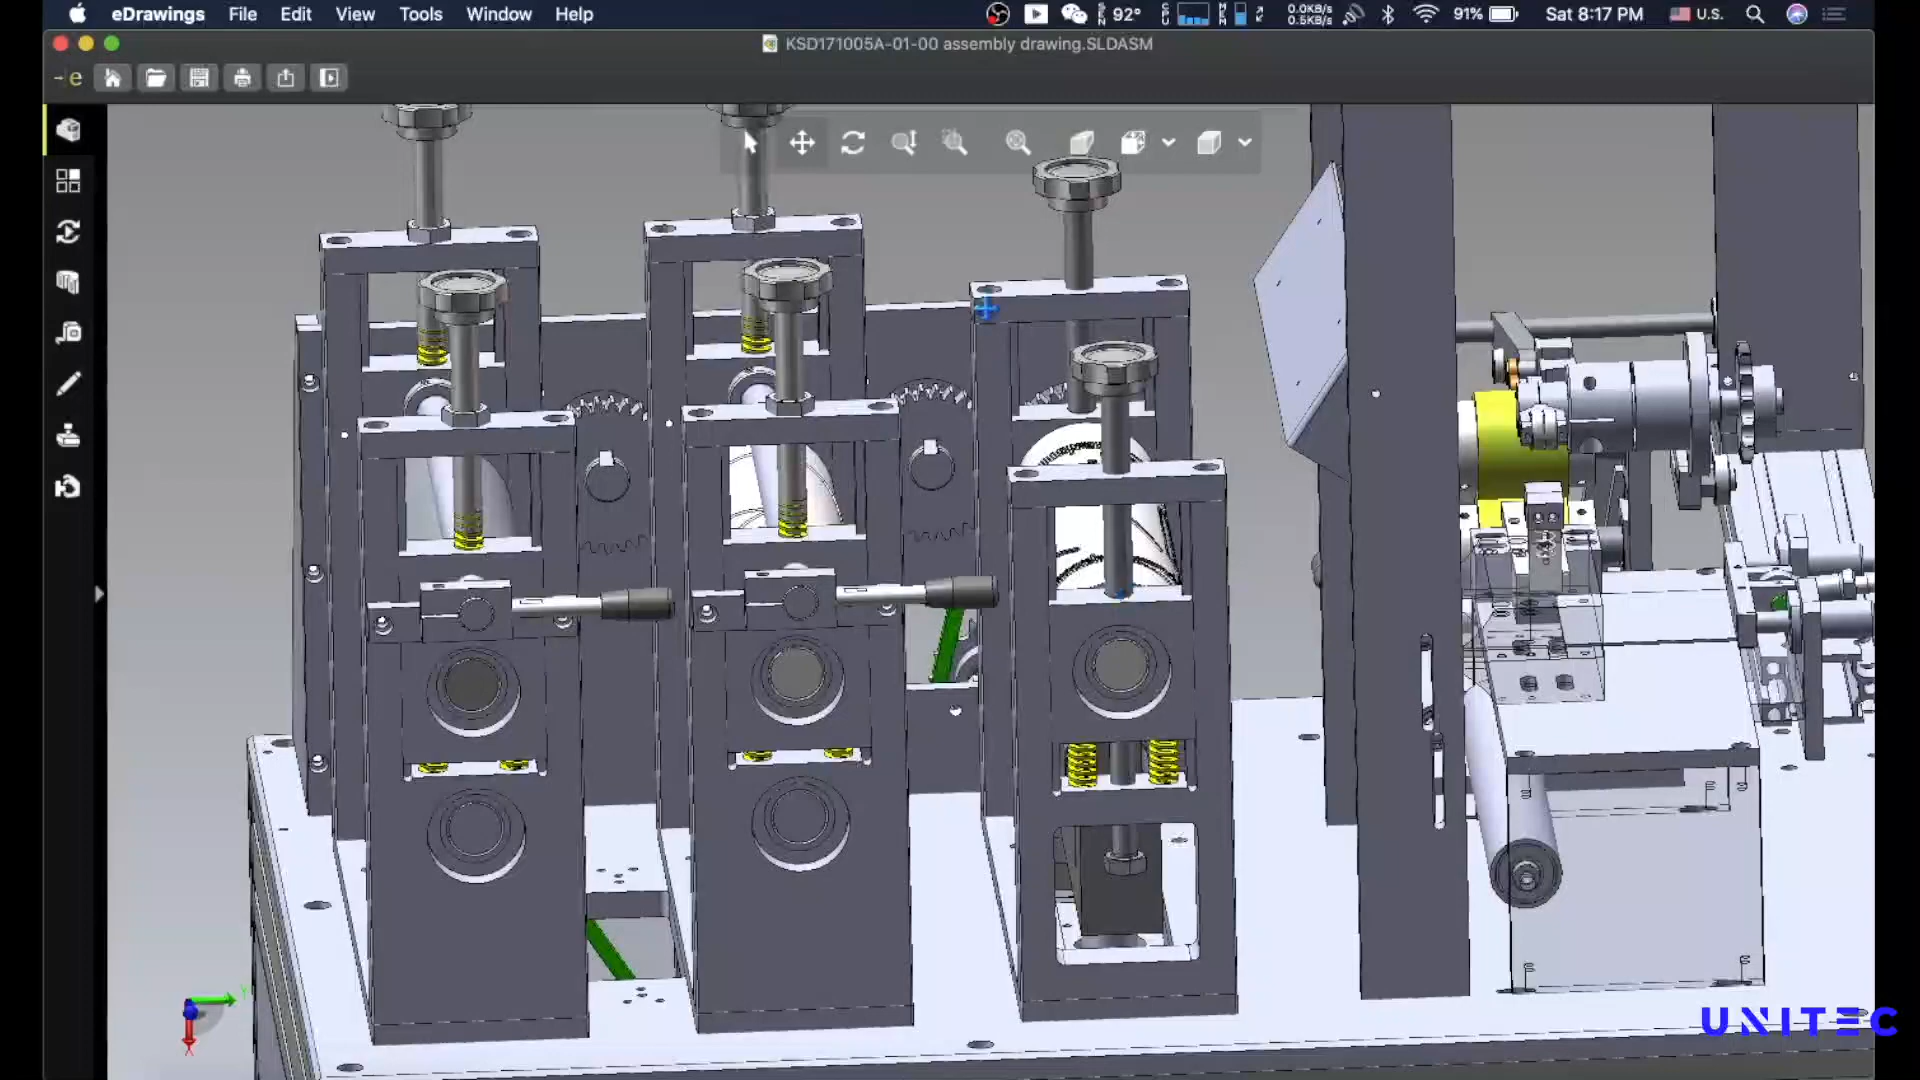 eDrawings File Edit View Tools Window Help 92° 0.0KB/s 0.5KB/s 91% Sat 8:17 PM U.S.
KSD171005A-01-00 assembly drawing.SLDASM
e
Y
X
UNITEC